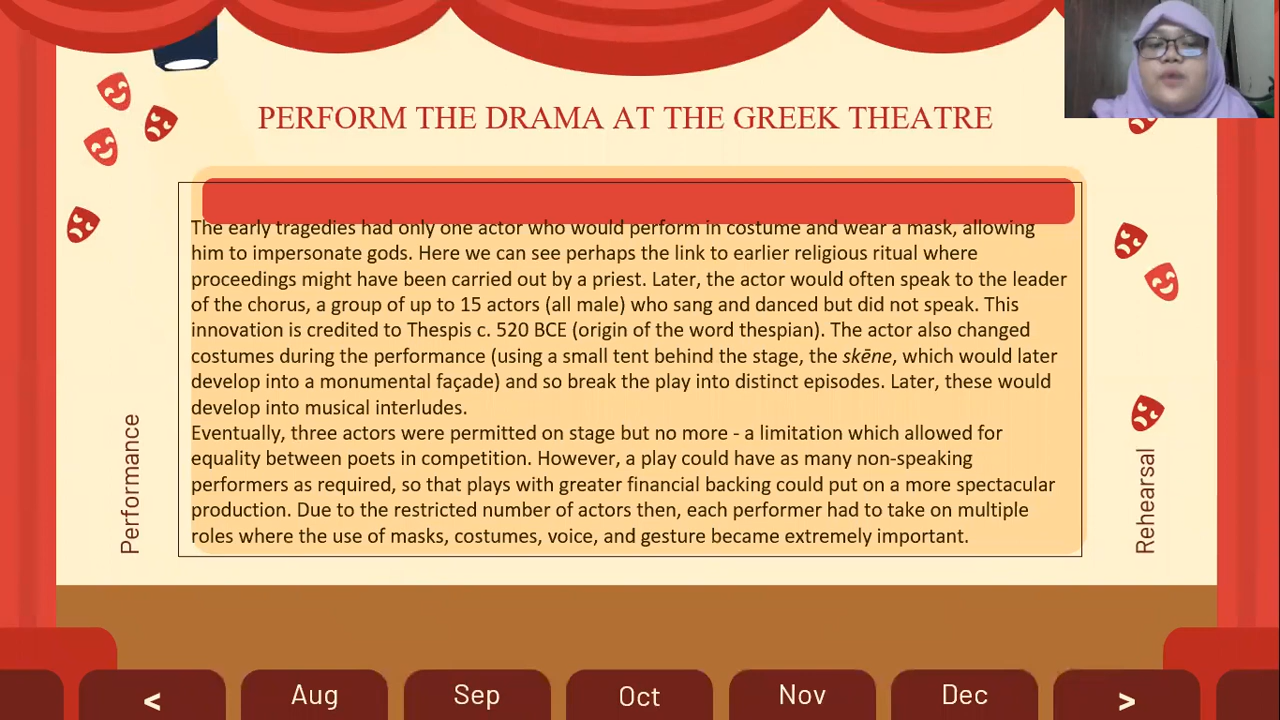 PERFORM THE DRAMA AT THE GREEK THEATRE
The early tragedies had only one actor who would perform in costume and wear a mask, allowing
him to impersonate gods. Here we can see perhaps the link to earlier religious ritual where
proceedings might have been carried out by a priest. Later, the actor would often speak to the leader
of the chorus, a group of up to 15 actors (all male) who sang and danced but did not speak. This
innovation is credited to Thespis c. 520 BCE (origin of the word thespian). The actor also changed
costumes during the performance (using a small tent behind the stage, the skēne, which would later
develop into a monumental façade) and so break the play into distinct episodes. Later, these would
develop into musical interludes.
Eventually, three actors were permitted on stage but no more - a limitation which allowed for
equality between poets in competition. However, a play could have as many non-speaking
performers as required, so that plays with greater financial backing could put on a more spectacular
production. Due to the restricted number of actors then, each performer had to take on multiple
roles where the use of masks, costumes, voice, and gesture became extremely important.
Performance
Rehearsal
< Aug Sep Oct Nov Dec >